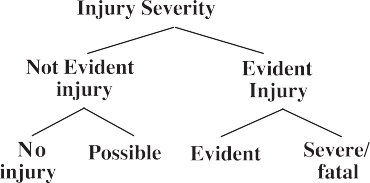 Injury Severity
Not Evident
injury
Evident
Injury
No
injury
Possible
Evident
Severe/
fatal